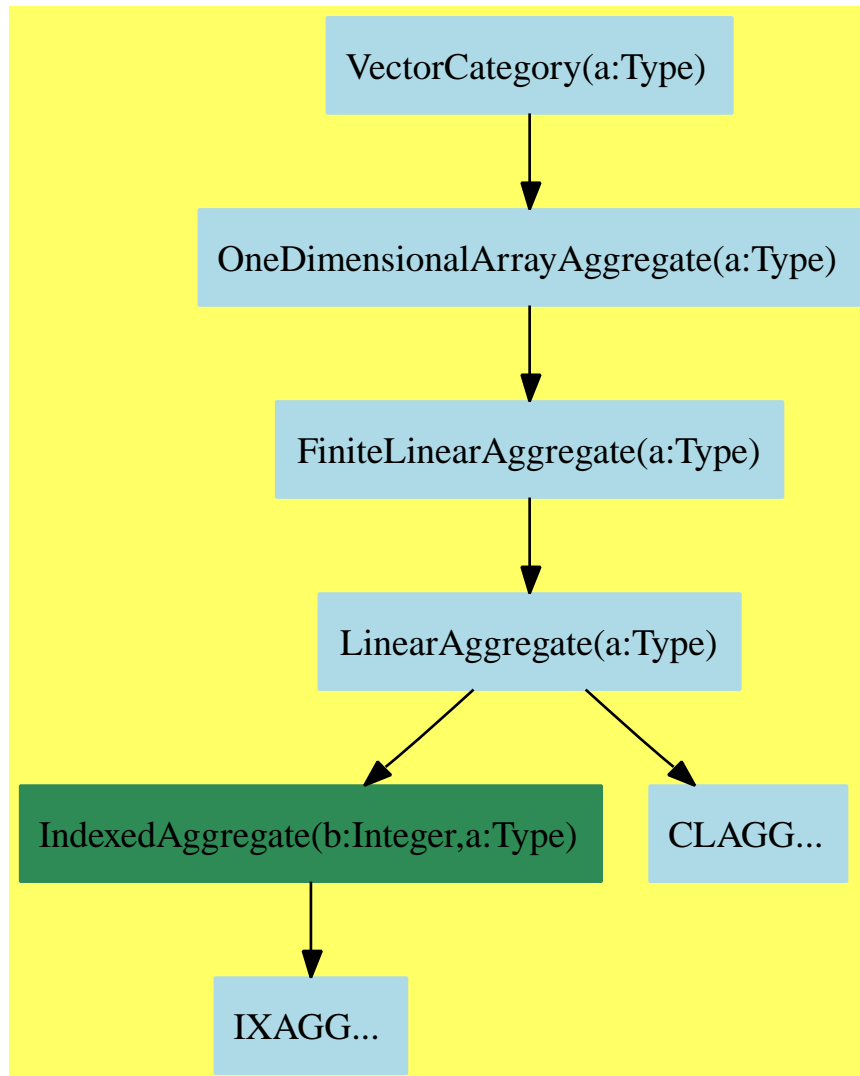 VectorCategory(a:Type)
OneDimensionalArrayAggregate(a:Type)
FiniteLinearAggregate(a:Type)
LinearAggregate(a:Type)
IndexedAggregate(b:Integer,a:Type)
CLAGG...
IXAGG...